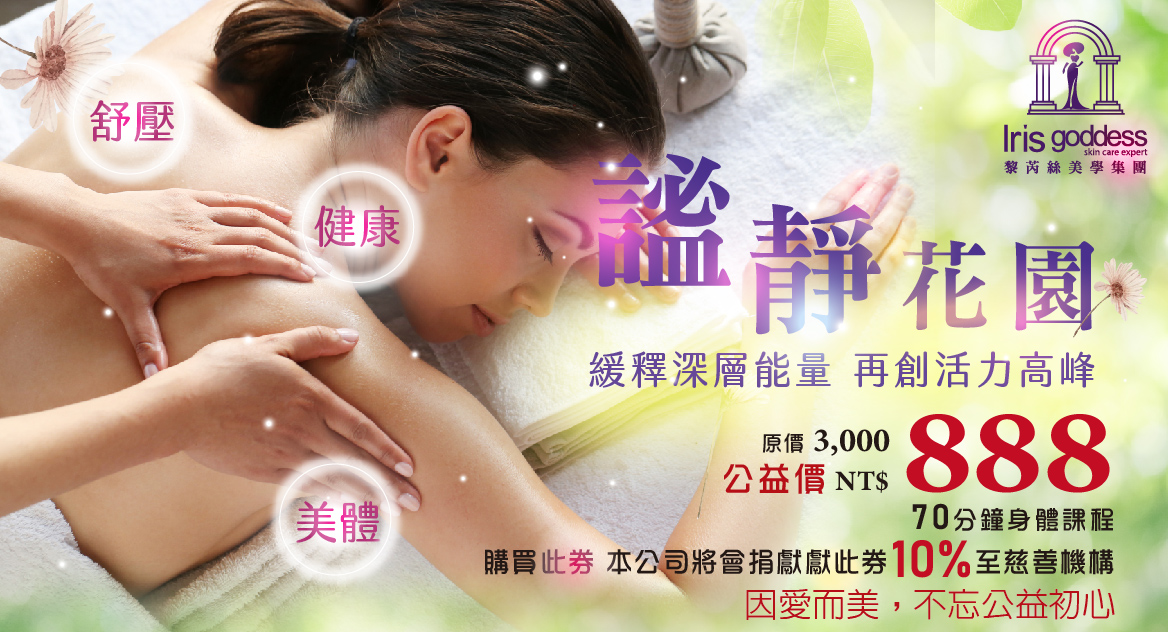 舒壓
健康
美體
Iris goddess
skin care expert
黎芮絲美學集團
謐靜花園
緩釋深層能量 再創活力高峰
原價 3,000
公益價 NT$ 888
70分鐘身體課程
購買此券 本公司將會捐獻獻此券10%至慈善機構
因愛而美，不忘公益初心